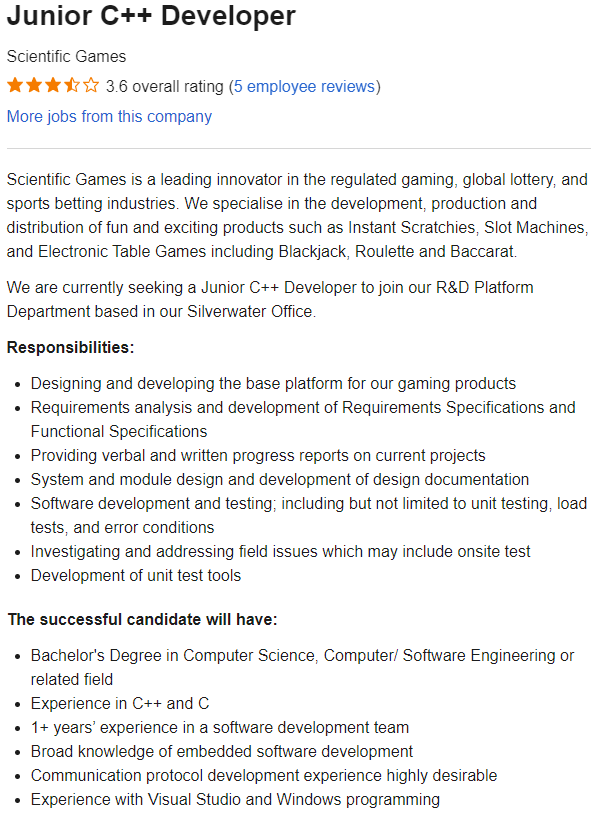 Junior C++ Developer
Scientific Games
3.6 overall rating (5 employee reviews)
More jobs from this company
Scientific Games is a leading innovator in the regulated gaming, global lottery, and
sports betting industries. We specialise in the development, production and
distribution of fun and exciting products such as Instant Scratchies, Slot Machines,
and Electronic Table Games including Blackjack, Roulette and Baccarat.
We are currently seeking a Junior C++ Developer to join our R&D Platform
Department based in our Silverwater Office.
Responsibilities:
• Designing and developing the base platform for our gaming products
• Requirements analysis and development of Requirements Specifications and
Functional Specifications
• Providing verbal and written progress reports on current projects
• System and module design and development of design documentation
• Software development and testing; including but not limited to unit testing, load
tests, and error conditions
• Investigating and addressing field issues which may include onsite test
• Development of unit test tools
The successful candidate will have:
• Bachelor's Degree in Computer Science, Computer/ Software Engineering or
related field
• Experience in C++ and C
• 1+ years’ experience in a software development team
• Broad knowledge of embedded software development
• Communication protocol development experience highly desirable
• Experience with Visual Studio and Windows programming